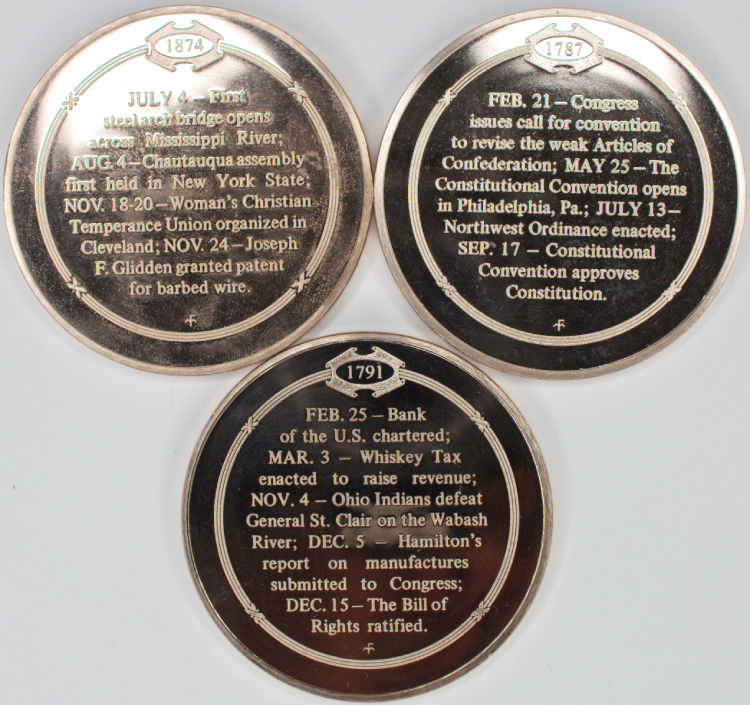 1874
JULY 4 — First
steel arch bridge opens
across Mississippi River;
AUG. 4—Chautauqua assembly
first held in New York State;
NOV. 18-20—Woman's Christian
Temperance Union organized in
Cleveland; NOV. 24—Joseph
F. Glidden granted patent
for barbed wire.
1787
FEB. 21—Congress
issues call for convention
to revise the weak Articles of
Confederation; MAY 25—The
Constitutional Convention opens
in Philadelphia, Pa.; JULY 13—
Northwest Ordinance enacted;
SEP. 17 — Constitutional
Convention approves
Constitution.
1791
FEB. 25—Bank
of the U.S. chartered;
MAR. 3 — Whiskey Tax
enacted to raise revenue;
NOV. 4 — Ohio Indians defeat
General St. Clair on the Wabash
River; DEC. 5 — Hamilton's
report on manufactures
submitted to Congress;
DEC. 15—The Bill of
Rights ratified.